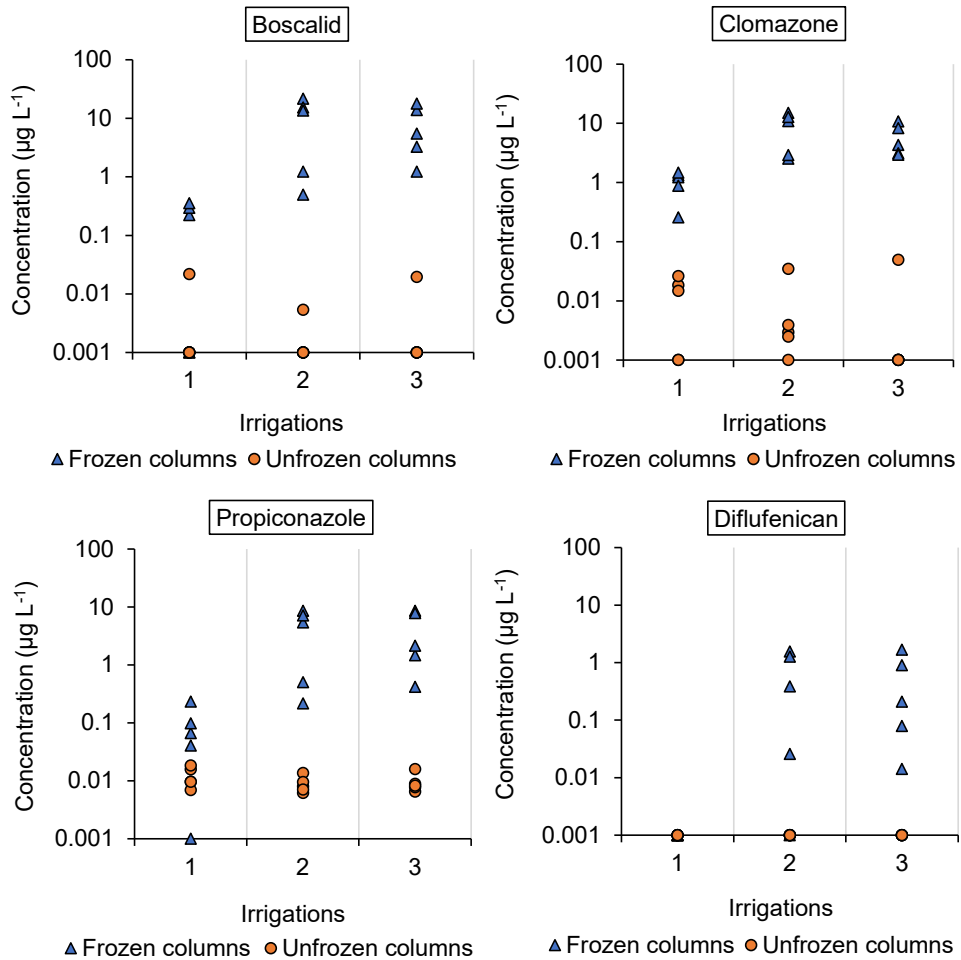 Boscalid
Concentration (µg L⁻¹)
100
10
1
0.1
0.01
0.001
1 2 3
Irrigations
Frozen columns Unfrozen columns
Clomazone
Concentration (µg L⁻¹)
100
10
1
0.1
0.01
0.001
1 2 3
Irrigations
Frozen columns Unfrozen columns
Propiconazole
Concentration (µg L⁻¹)
100
10
1
0.1
0.01
0.001
1 2 3
Irrigations
Frozen columns Unfrozen columns
Diflufenican
Concentration (µg L⁻¹)
100
10
1
0.1
0.01
0.001
1 2 3
Irrigations
Frozen columns Unfrozen columns